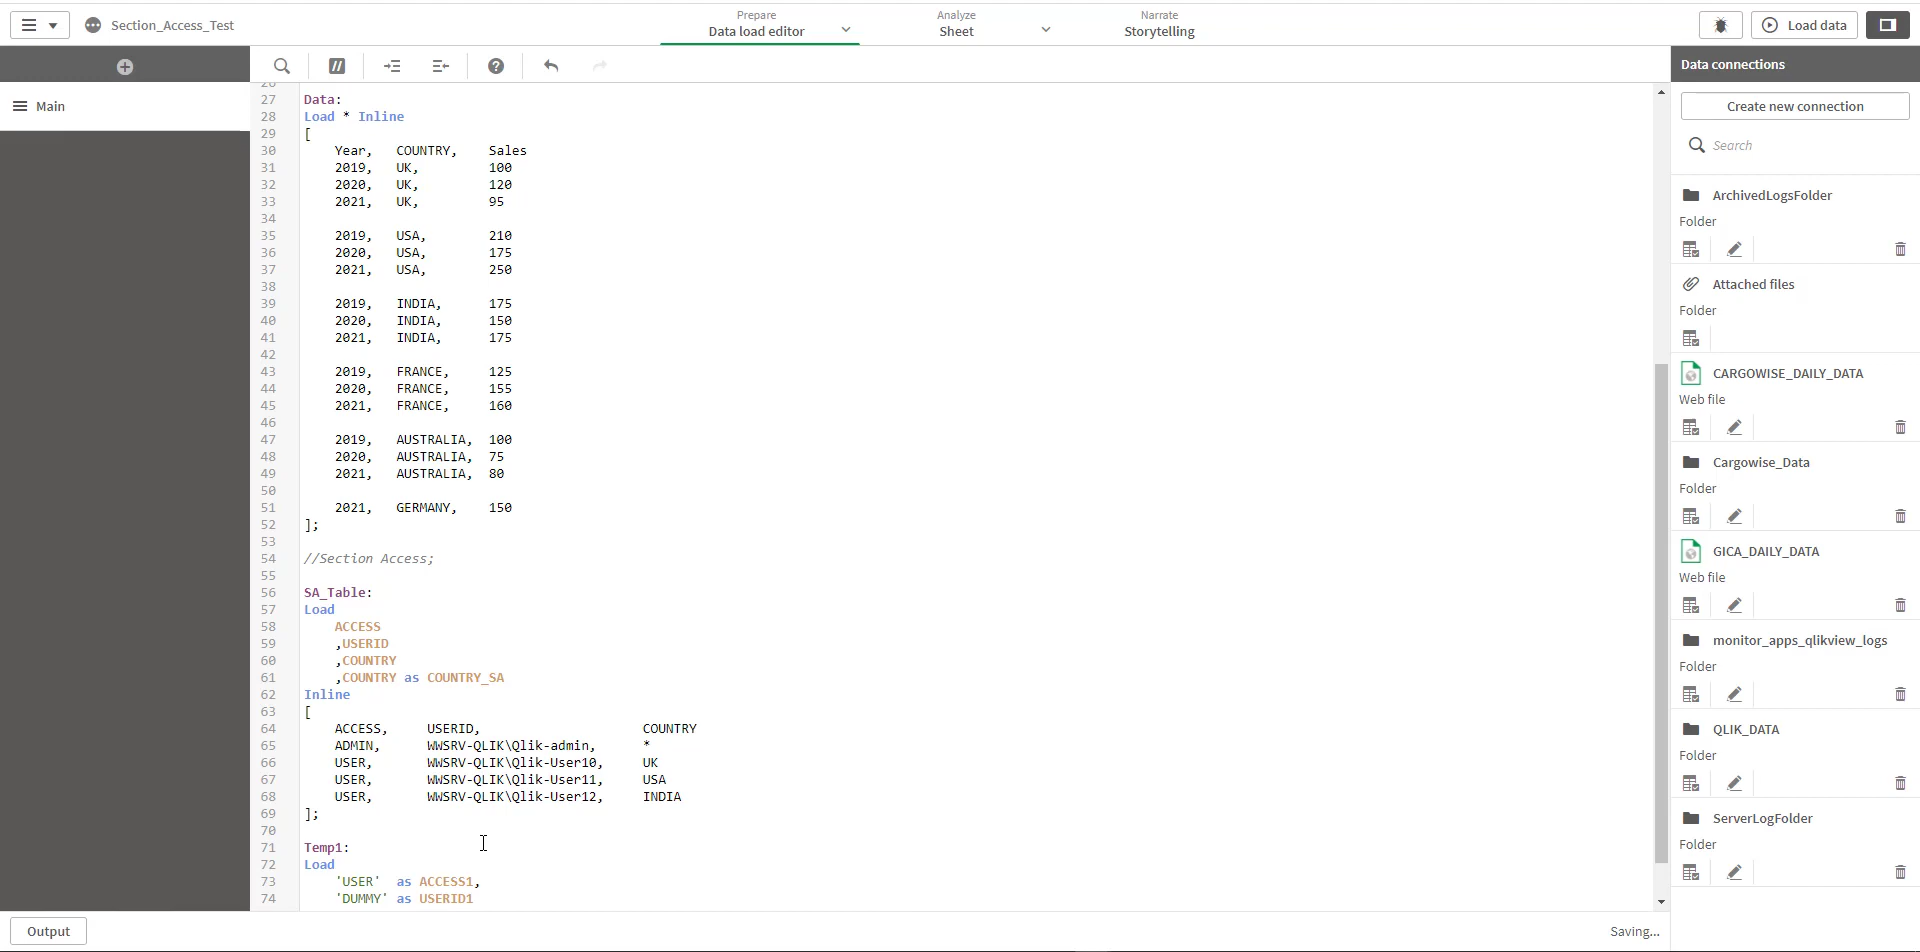 Section_Access_Test
Prepare
Data load editor
Analyze
Sheet
Narrate
Storytelling
Load data
Main
26
27 Data:
28 Load * Inline
29 [
30 Year, COUNTRY, Sales
31 2019, UK, 100
32 2020, UK, 120
33 2021, UK, 95
34
35 2019, USA, 210
36 2020, USA, 175
37 2021, USA, 250
38
39 2019, INDIA, 175
40 2020, INDIA, 150
41 2021, INDIA, 175
42
43 2019, FRANCE, 125
44 2020, FRANCE, 155
45 2021, FRANCE, 160
46
47 2019, AUSTRALIA, 100
48 2020, AUSTRALIA, 75
49 2021, AUSTRALIA, 80
50
51 2021, GERMANY, 150
52 ];
53
54 //Section Access;
55
56 SA_Table:
57 Load
58 ACCESS
59 ,USERID
60 ,COUNTRY
61 ,COUNTRY as COUNTRY_SA
62 Inline
63 [
64 ACCESS, USERID, COUNTRY
65 ADMIN, WWSRV-QLIK\Qlik-admin, *
66 USER, WWSRV-QLIK\Qlik-User10, UK
67 USER, WWSRV-QLIK\Qlik-User11, USA
68 USER, WWSRV-QLIK\Qlik-User12, INDIA
69 ];
70
71 Temp1:
72 Load
73 'USER' as ACCESS1,
74 'DUMMY' as USERID1
Data connections
Create new connection
Search
ArchivedLogsFolder
Folder
Attached files
Folder
CARGOWISE_DAILY_DATA
Web file
Cargowise_Data
Folder
GICA_DAILY_DATA
Web file
monitor_apps_qlikview_logs
Folder
QLIK_DATA
Folder
ServerLogFolder
Folder
Output
Saving...